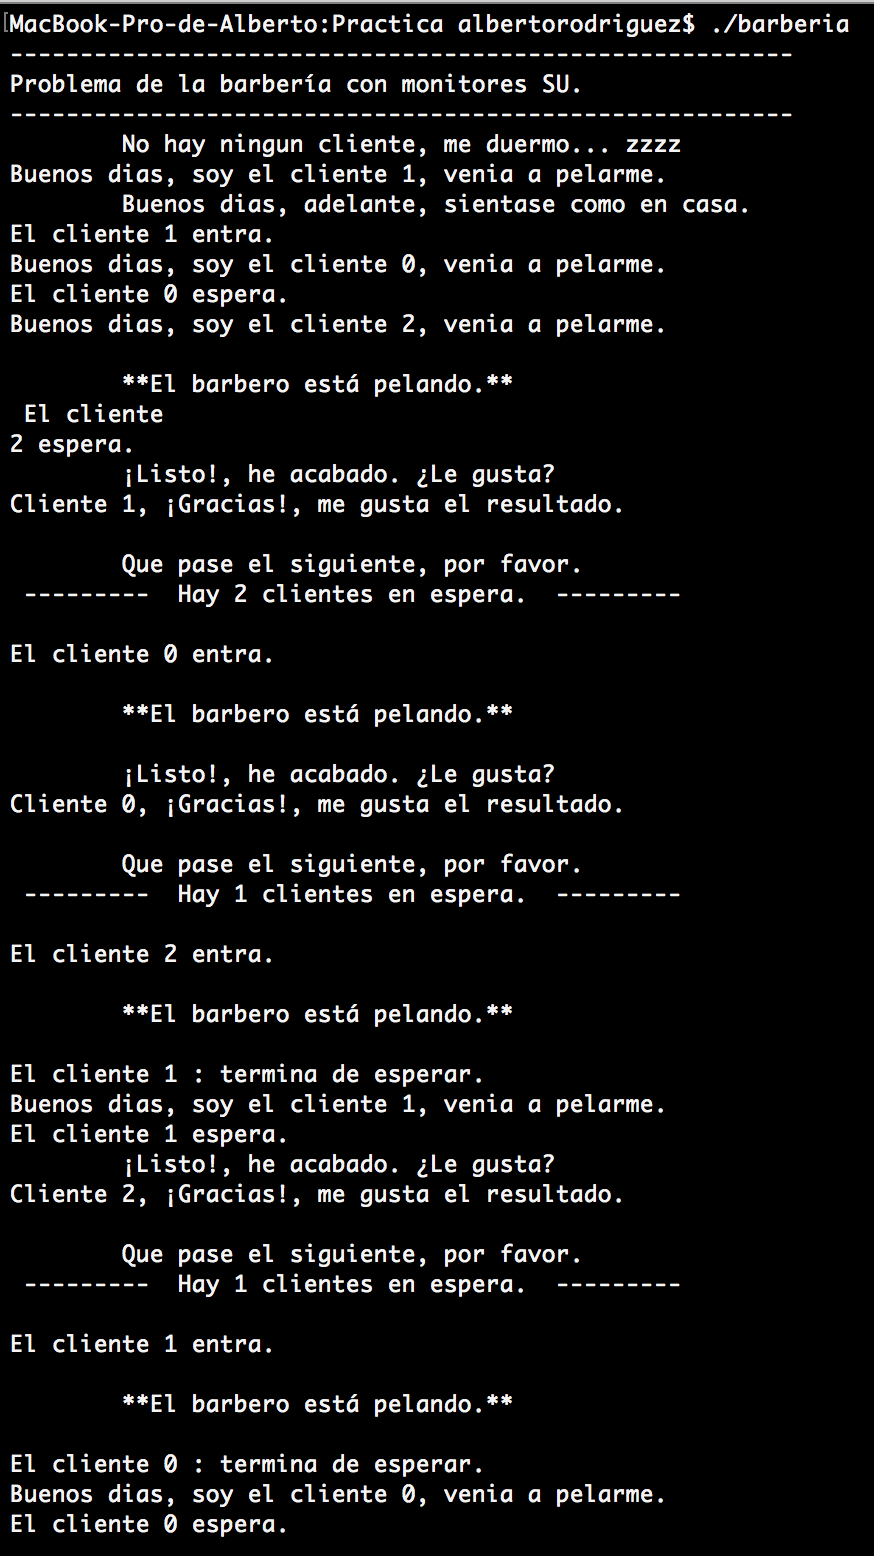 MacBook-Pro-de-Alberto:Practica albertorodriguez$ ./barberia
--------------------------------------------------------
Problema de la barbería con monitores SU.
--------------------------------------------------------
No hay ningun cliente, me duermo... zzzz
Buenos dias, soy el cliente 1, venia a pelarme.
Buenos dias, adelante, sientase como en casa.
El cliente 1 entra.
Buenos dias, soy el cliente 0, venia a pelarme.
El cliente 0 espera.
Buenos dias, soy el cliente 2, venia a pelarme.
**El barbero está pelando.**
El cliente
2 espera.
¡Listo!, he acabado. ¿Le gusta?
Cliente 1, ¡Gracias!, me gusta el resultado.
Que pase el siguiente, por favor.
---------  Hay 2 clientes en espera.  ---------
El cliente 0 entra.
**El barbero está pelando.**
¡Listo!, he acabado. ¿Le gusta?
Cliente 0, ¡Gracias!, me gusta el resultado.
Que pase el siguiente, por favor.
---------  Hay 1 clientes en espera.  ---------
El cliente 2 entra.
**El barbero está pelando.**
El cliente 1 : termina de esperar.
Buenos dias, soy el cliente 1, venia a pelarme.
El cliente 1 espera.
¡Listo!, he acabado. ¿Le gusta?
Cliente 2, ¡Gracias!, me gusta el resultado.
Que pase el siguiente, por favor.
---------  Hay 1 clientes en espera.  ---------
El cliente 1 entra.
**El barbero está pelando.**
El cliente 0 : termina de esperar.
Buenos dias, soy el cliente 0, venia a pelarme.
El cliente 0 espera.